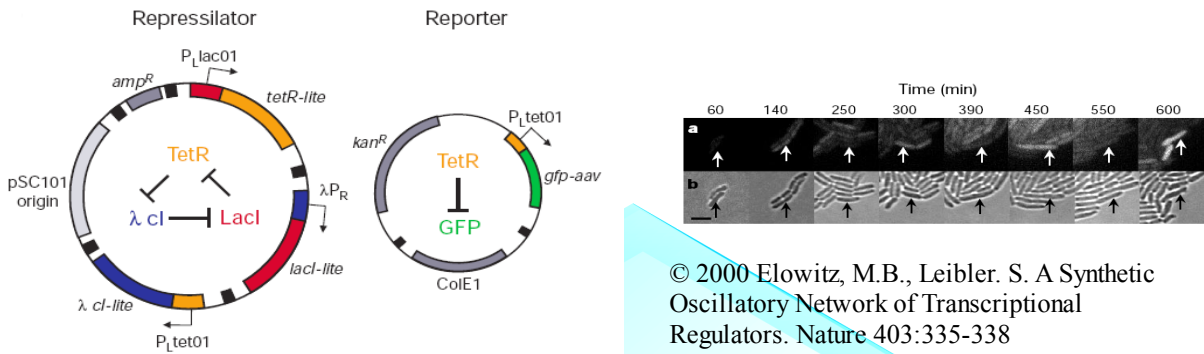 Repressilator
PLlac01
ampR
tetR-lite
TetR
λ cI
LacI
λPR
pSC101
origin
lacI-lite
λ cI-lite
PLtet01
Reporter
PLtet01
kanR
TetR
gfp-aav
GFP
ColE1
Time (min)
60 140 250 300 390 450 550 600
a
b
© 2000 Elowitz, M.B., Leibler. S. A Synthetic
Oscillatory Network of Transcriptional
Regulators. Nature 403:335-338